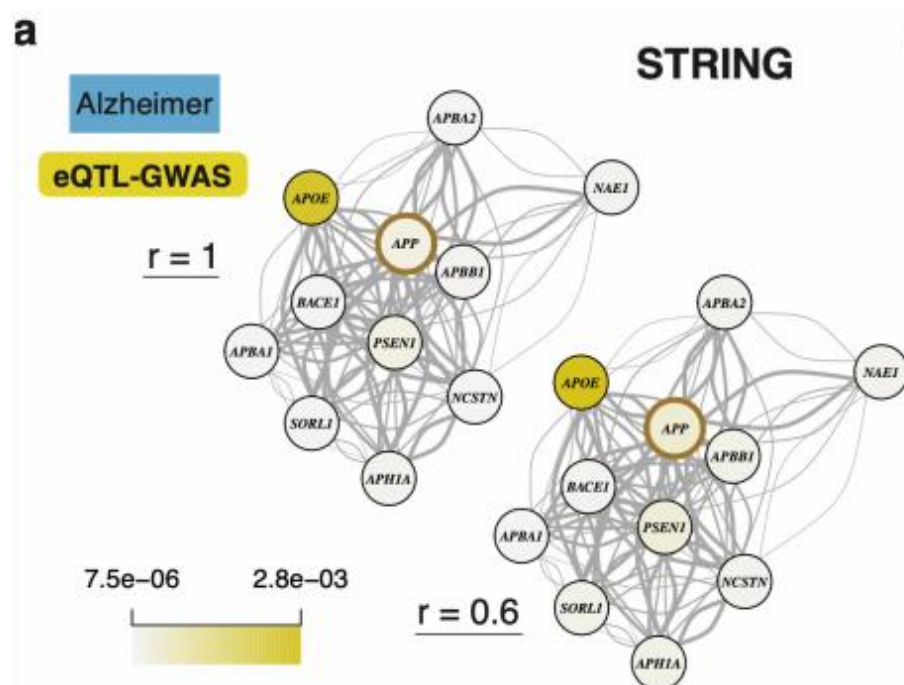 a
STRING
Alzheimer
eQTL-GWAS
APBA2
NAE1
APOE
APP
r = 1
APBB1
BACE1
PSEN1
APBA1
NCSTN
SORL1
APH1A
APBA2
NAE1
APOE
APP
APBB1
BACE1
PSEN1
APBA1
NCSTN
SORL1
APH1A
7.5e−06 2.8e−03
r = 0.6